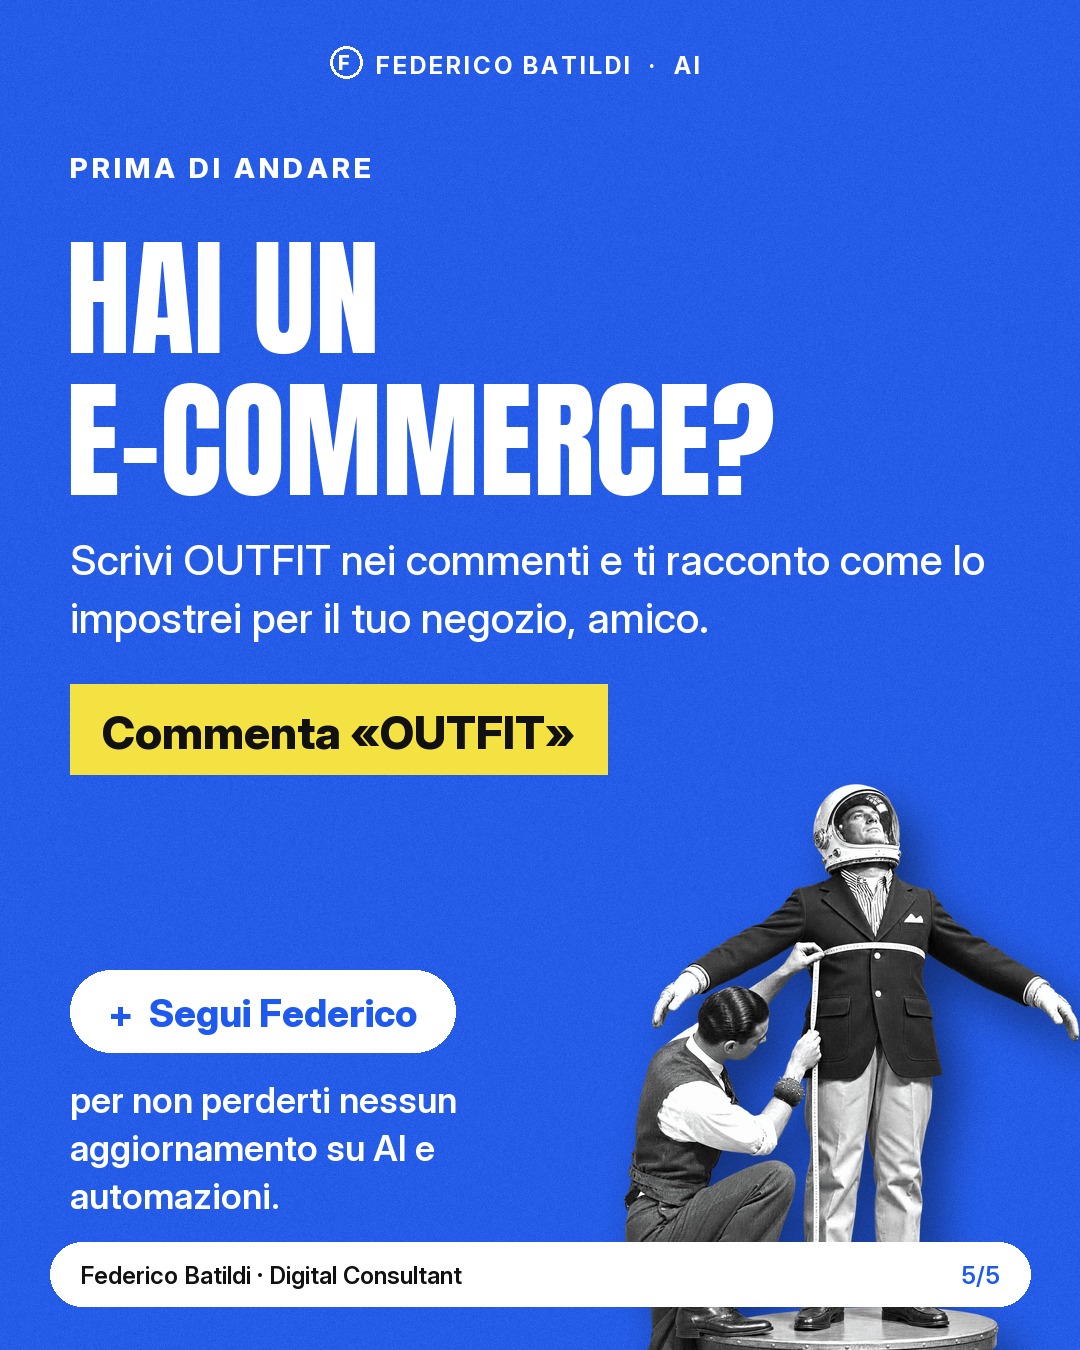 F FEDERICO BATILDI · AI
PRIMA DI ANDARE
HAI UN
E-COMMERCE?
Scrivi OUTFIT nei commenti e ti racconto come lo
impostrei per il tuo negozio, amico.
Commenta «OUTFIT»
+ Segui Federico
per non perderti nessun
aggiornamento su AI e
automazioni.
Federico Batildi · Digital Consultant
5/5